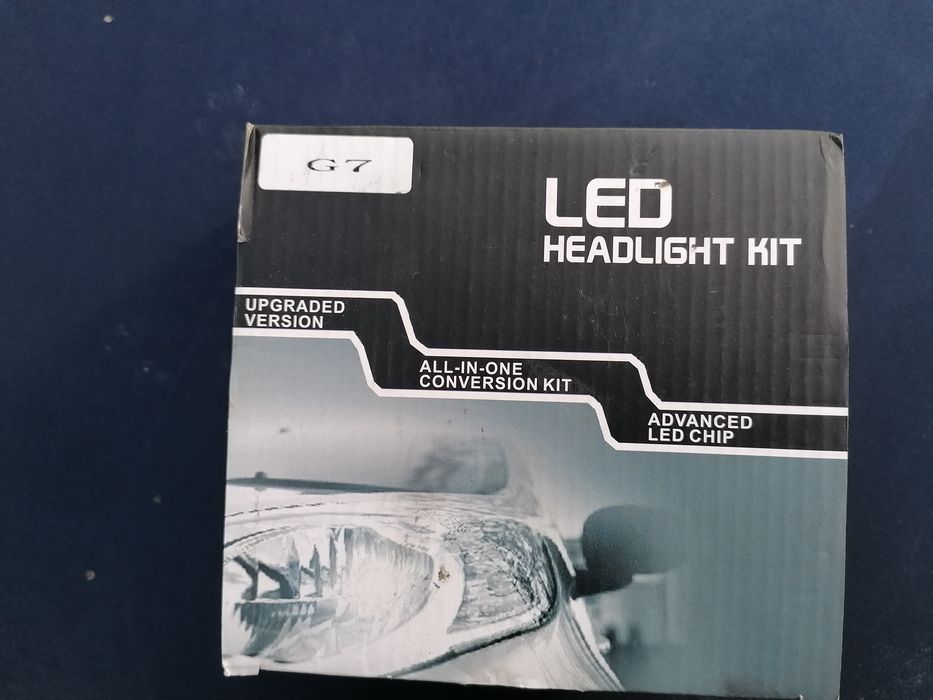 G7
LED
HEADLIGHT KIT
UPGRADED
VERSION
ALL-IN-ONE
CONVERSION KIT
ADVANCED
LED CHIP